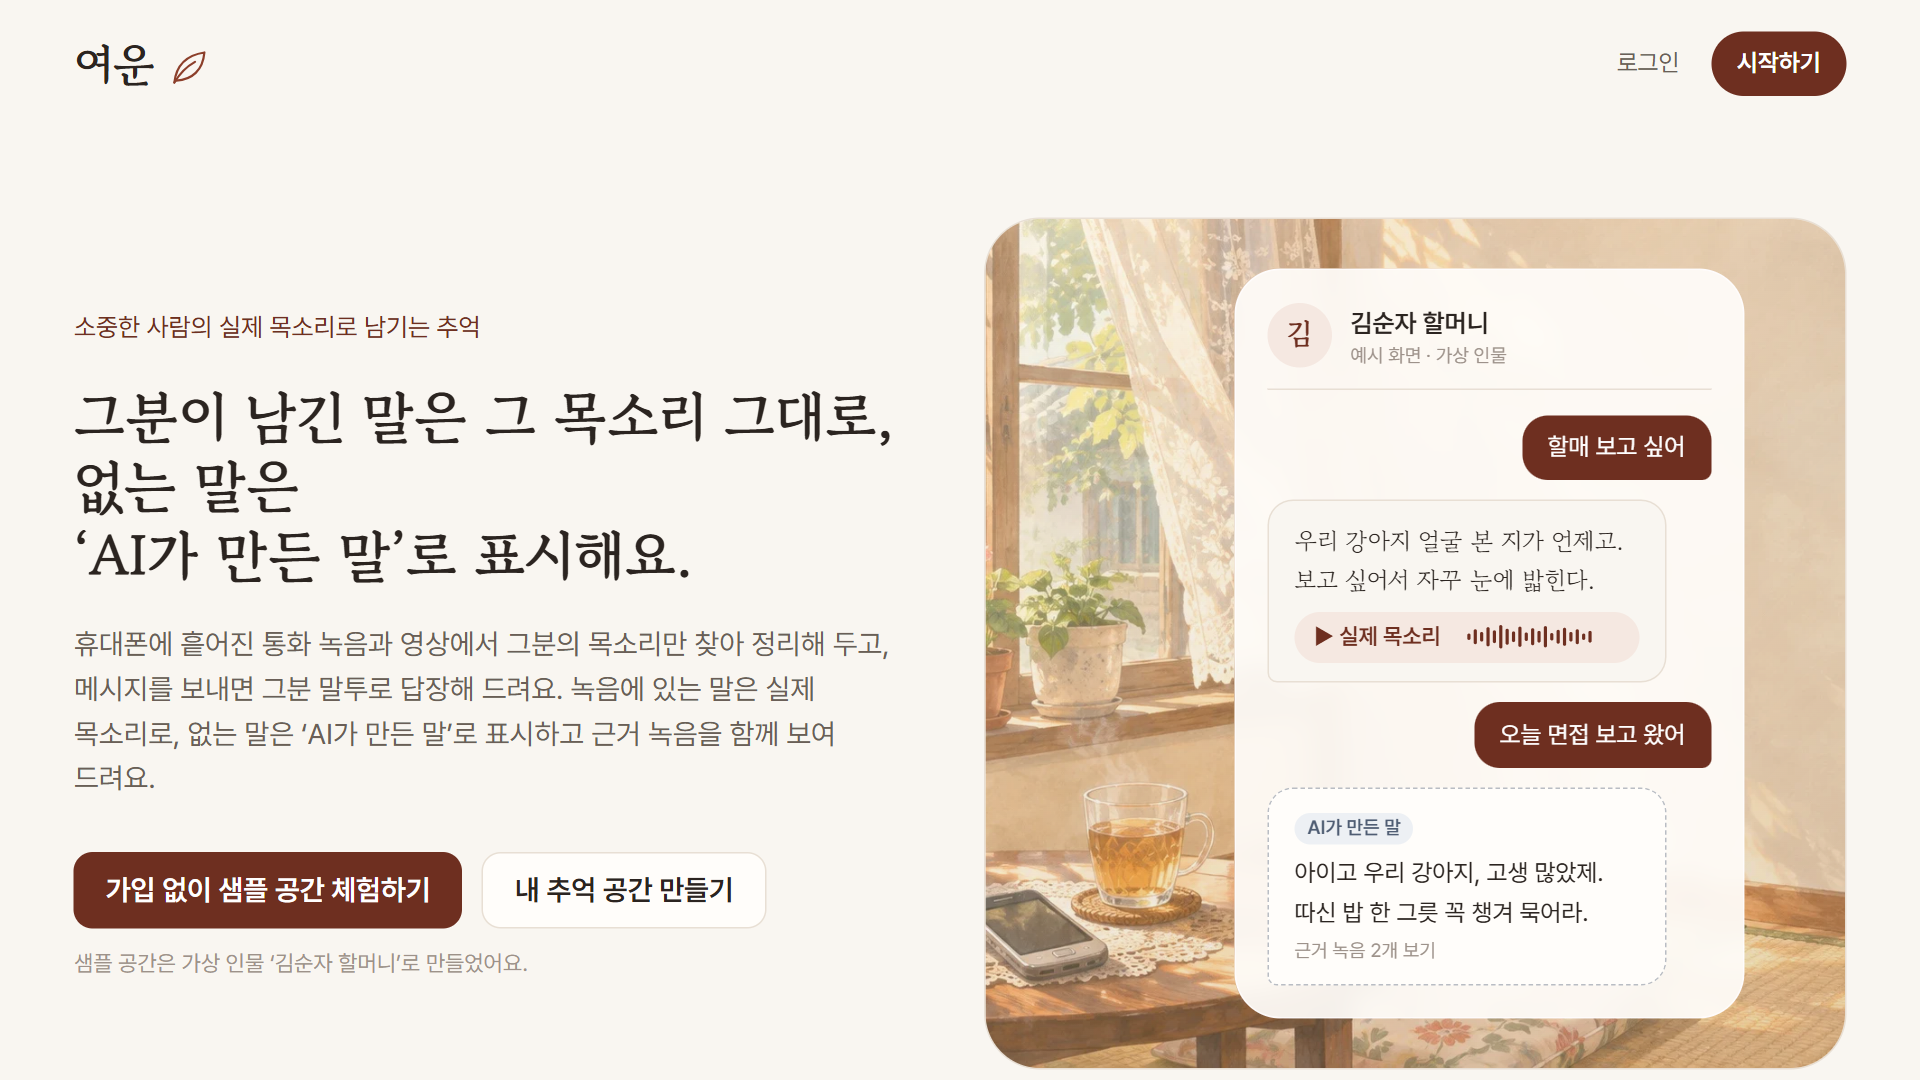 여운
로그인
시작하기
소중한 사람의 실제 목소리로 남기는 추억
그분이 남긴 말은 그 목소리 그대로,
없는 말은
‘AI가 만든 말’로 표시해요.
휴대폰에 흩어진 통화 녹음과 영상에서 그분의 목소리만 찾아 정리해 두고,
메시지를 보내면 그분 말투로 답장해 드려요. 녹음에 있는 말은 실제
목소리로, 없는 말은 ‘AI가 만든 말’로 표시하고 근거 녹음을 함께 보여
드려요.
가입 없이 샘플 공간 체험하기
내 추억 공간 만들기
샘플 공간은 가상 인물 ‘김순자 할머니’로 만들었어요.
김
김순자 할머니
예시 화면 · 가상 인물
할매 보고 싶어
우리 강아지 얼굴 본 지가 언제고.
보고 싶어서 자꾸 눈에 밟힌다.
▶ 실제 목소리
오늘 면접 보고 왔어
AI가 만든 말
아이고 우리 강아지, 고생 많았제.
따신 밥 한 그릇 꼭 챙겨 묵어라.
근거 녹음 2개 보기